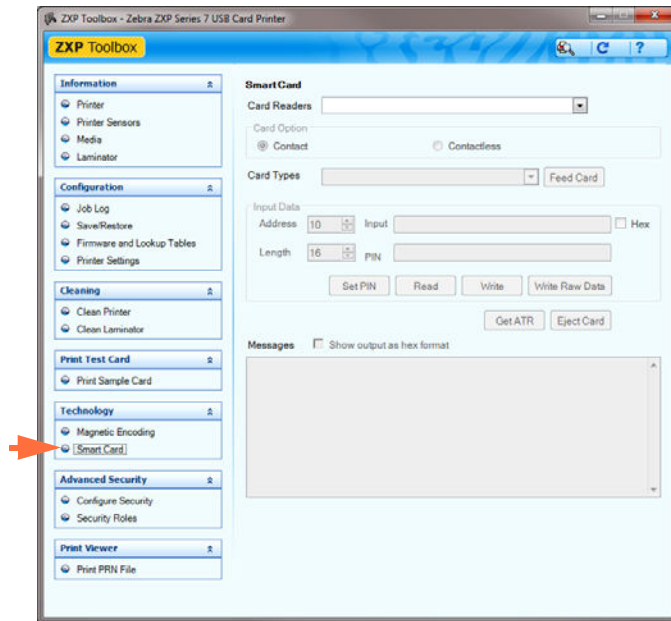 ZXP Toolbox - Zebra ZXP Series 7 USB Card Printer
ZXP Toolbox
?
Information
Printer
Printer Sensors
Media
Laminator
Configuration
Job Log
Save/Restore
Firmware and Lookup Tables
Printer Settings
Cleaning
Clean Printer
Clean Laminator
Print Test Card
Print Sample Card
Technology
Magnetic Encoding
Smart Card
Advanced Security
Configure Security
Security Roles
Print Viewer
Print PRN File
SmartCard
Card Readers
Card Option
Contact Contactless
Card Types Feed Card
Input Data
Address 10 Input Hex
Length 16 PIN
Set PIN Read Write Write Raw Data
Get ATR Eject Card
Messages Show output as hex format